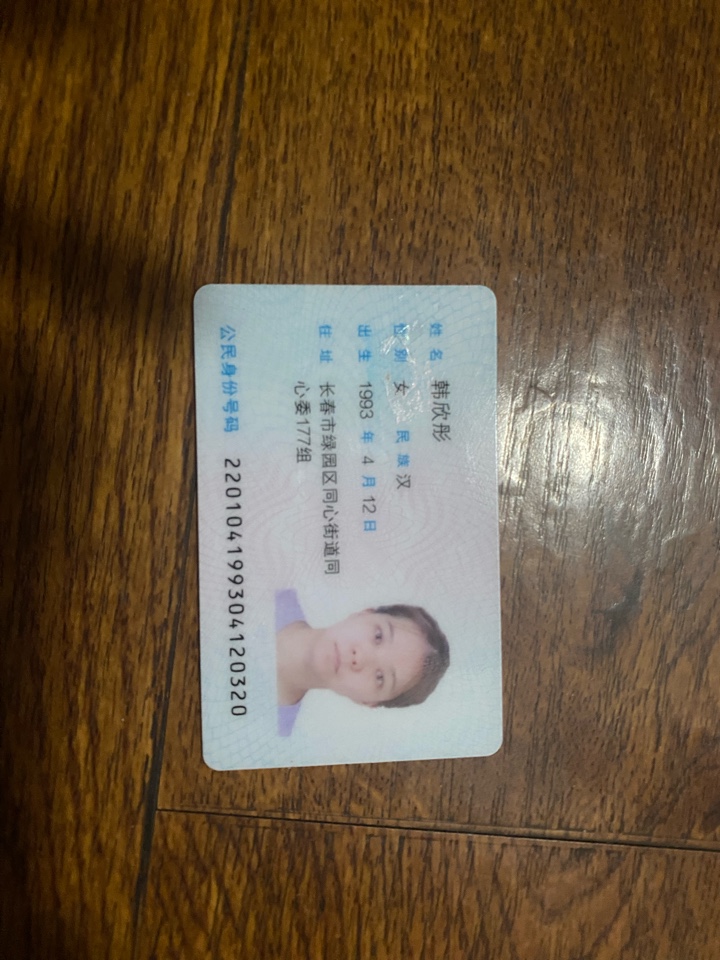 姓名 韩欣彤
性别 女 民族 汉
出生 1993 年 4 月 12 日
住址 长春市绿园区同心街道同
心委177组
公民身份号码 220104199304120320